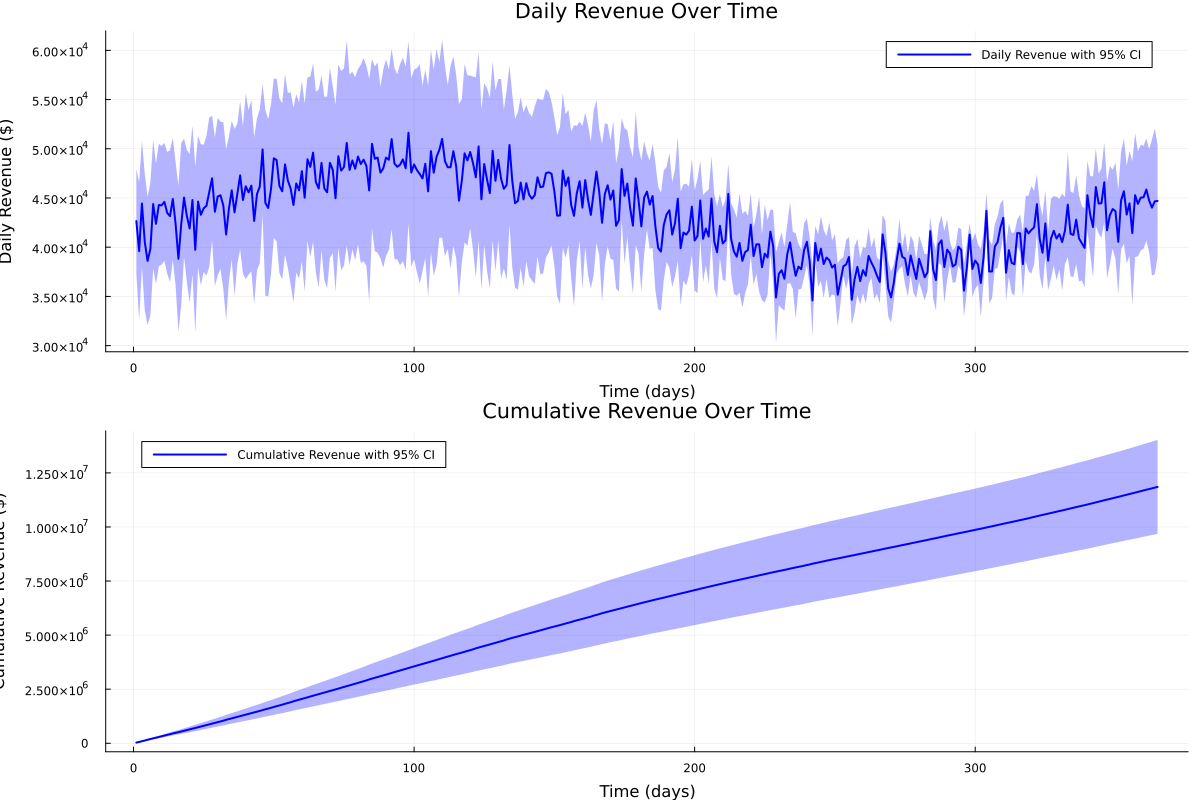 Daily Revenue Over Time
Daily Revenue ($)
6.00×10⁴
5.50×10⁴
5.00×10⁴
4.50×10⁴
4.00×10⁴
3.50×10⁴
3.00×10⁴
Daily Revenue with 95% CI
0 100 200 300
Time (days)
Cumulative Revenue Over Time
Cumulative Revenue ($)
1.250×10⁷
1.000×10⁷
7.500×10⁶
5.000×10⁶
2.500×10⁶
0
Cumulative Revenue with 95% CI
0 100 200 300
Time (days)